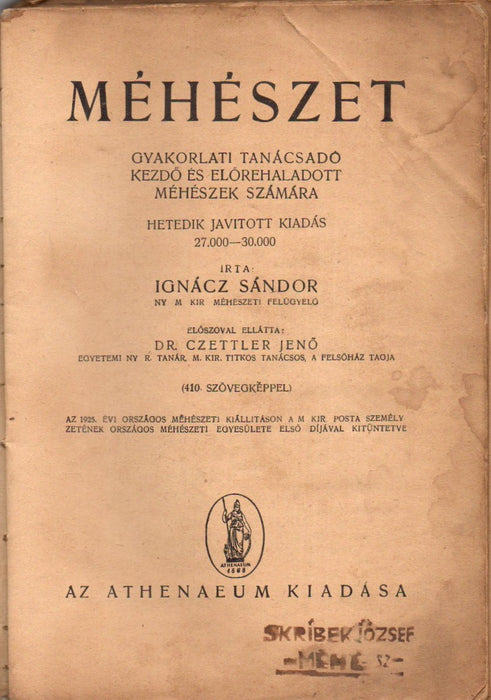 MÉHÉSZET
GYAKORLATI TANÁCSADÓ
KEZDŐ ÉS ELŐREHALADOTT
MÉHÉSZEK SZÁMÁRA
HETEDIK JAVITOTT KIADÁS
27.000—30.000
IRTA:
IGNÁCZ SÁNDOR
NY M KIR MÉHÉSZETI FELÜGYELŐ
ELŐSZÓVAL ELLÁTTA:
DR. CZETTLER JENŐ
EGYETEMI NY R. TANÁR, M. KIR. TITKOS TANÁCSOS, A FELSŐHÁZ TAGJA
(410. SZÖVEGKÉPPEL)
AZ 1925. ÉVI ORSZÁGOS MÉHÉSZETI KIÁLLITÁSON A M KIR. POSTA SZEMÉLY
ZETÉNEK ORSZÁGOS MÉHÉSZETI EGYESÜLETE ELSŐ DÍJÁVAL KITÜNTETVE
ATHENAEUM
1868
AZ ATHENAEUM KIADÁSA
SKRÍBEK JÓZSEF